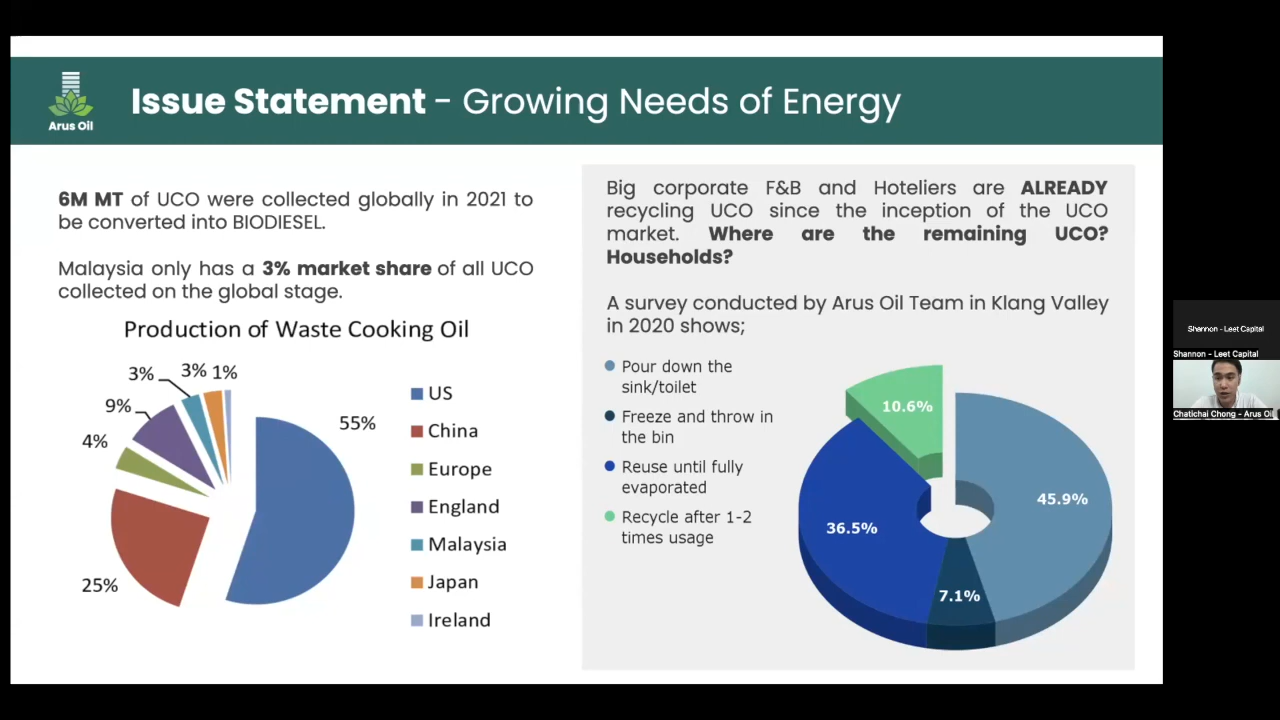 Arus Oil
Issue Statement - Growing Needs of Energy
6M MT of UCO were collected globally in 2021 to
be converted into BIODIESEL.
Malaysia only has a 3% market share of all UCO
collected on the global stage.
Production of Waste Cooking Oil
3%
3%
1%
9%
4%
25%
55%
US
China
Europe
England
Malaysia
Japan
Ireland
Big corporate F&B and Hoteliers are ALREADY
recycling UCO since the inception of the UCO
market. Where are the remaining UCO?
Households?
A survey conducted by Arus Oil Team in Klang Valley
in 2020 shows;
Pour down the
sink/toilet
Freeze and throw in
the bin
Reuse until fully
evaporated
Recycle after 1-2
times usage
10.6%
45.9%
36.5%
7.1%
Shannon - Leet Capital
Shannon - Leet Capital
Chatichai Chong - Arus Oil